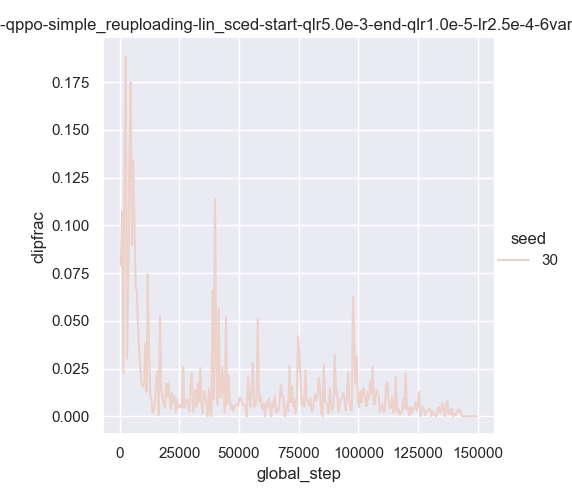 -qppo-simple_reuploading-lin_sced-start-qlr5.0e-3-end-qlr1.0e-5-lr2.5e-4-6var
0.175
0.150
0.125
0.100
0.075
0.050
0.025
0.000
dipfrac
0 25000 50000 75000 100000 125000 150000
global_step
seed
30